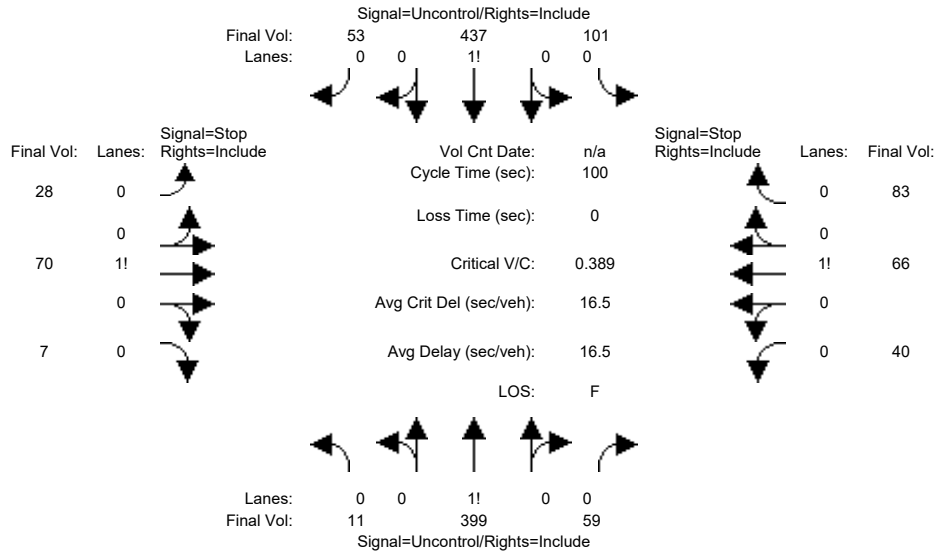 Signal=Uncontrol/Rights=Include
Final Vol: 53 437 101
Lanes: 0 0 1! 0 0
Signal=Stop
Final Vol: Lanes: Rights=Include
Vol Cnt Date: n/a
Signal=Stop
Rights=Include Lanes: Final Vol:
Cycle Time (sec): 100
28 0
0 83
Loss Time (sec): 0
0
0
70 1!
Critical V/C: 0.389
1! 66
0
Avg Crit Del (sec/veh): 16.5
0
7 0
Avg Delay (sec/veh): 16.5
0 40
LOS: F
Lanes: 0 0 1! 0 0
Final Vol: 11 399 59
Signal=Uncontrol/Rights=Include